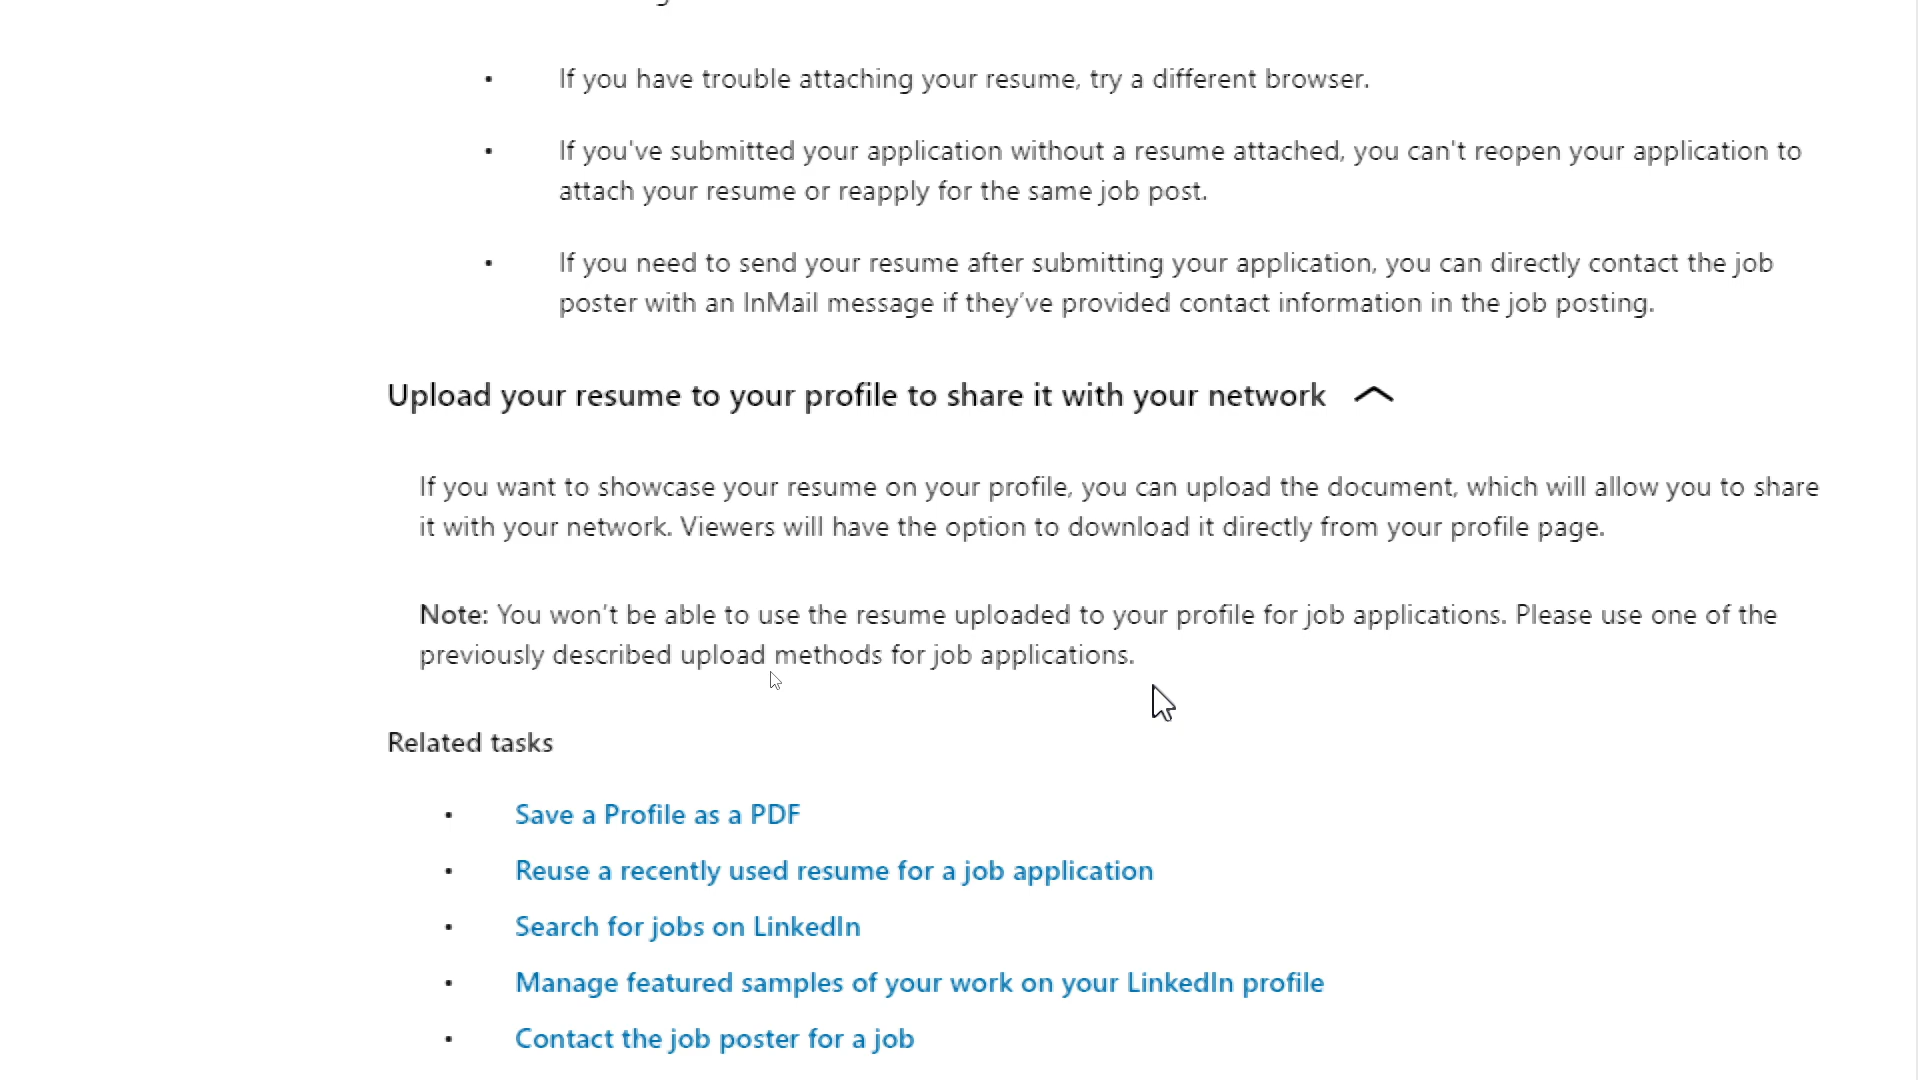 If you have trouble attaching your resume, try a different browser.
If you've submitted your application without a resume attached, you can't reopen your application to
attach your resume or reapply for the same job post.
If you need to send your resume after submitting your application, you can directly contact the job
poster with an InMail message if they’ve provided contact information in the job posting.
Upload your resume to your profile to share it with your network
If you want to showcase your resume on your profile, you can upload the document, which will allow you to share
it with your network. Viewers will have the option to download it directly from your profile page.
Note: You won’t be able to use the resume uploaded to your profile for job applications. Please use one of the
previously described upload methods for job applications.
Related tasks
Save a Profile as a PDF
Reuse a recently used resume for a job application
Search for jobs on LinkedIn
Manage featured samples of your work on your LinkedIn profile
Contact the job poster for a job